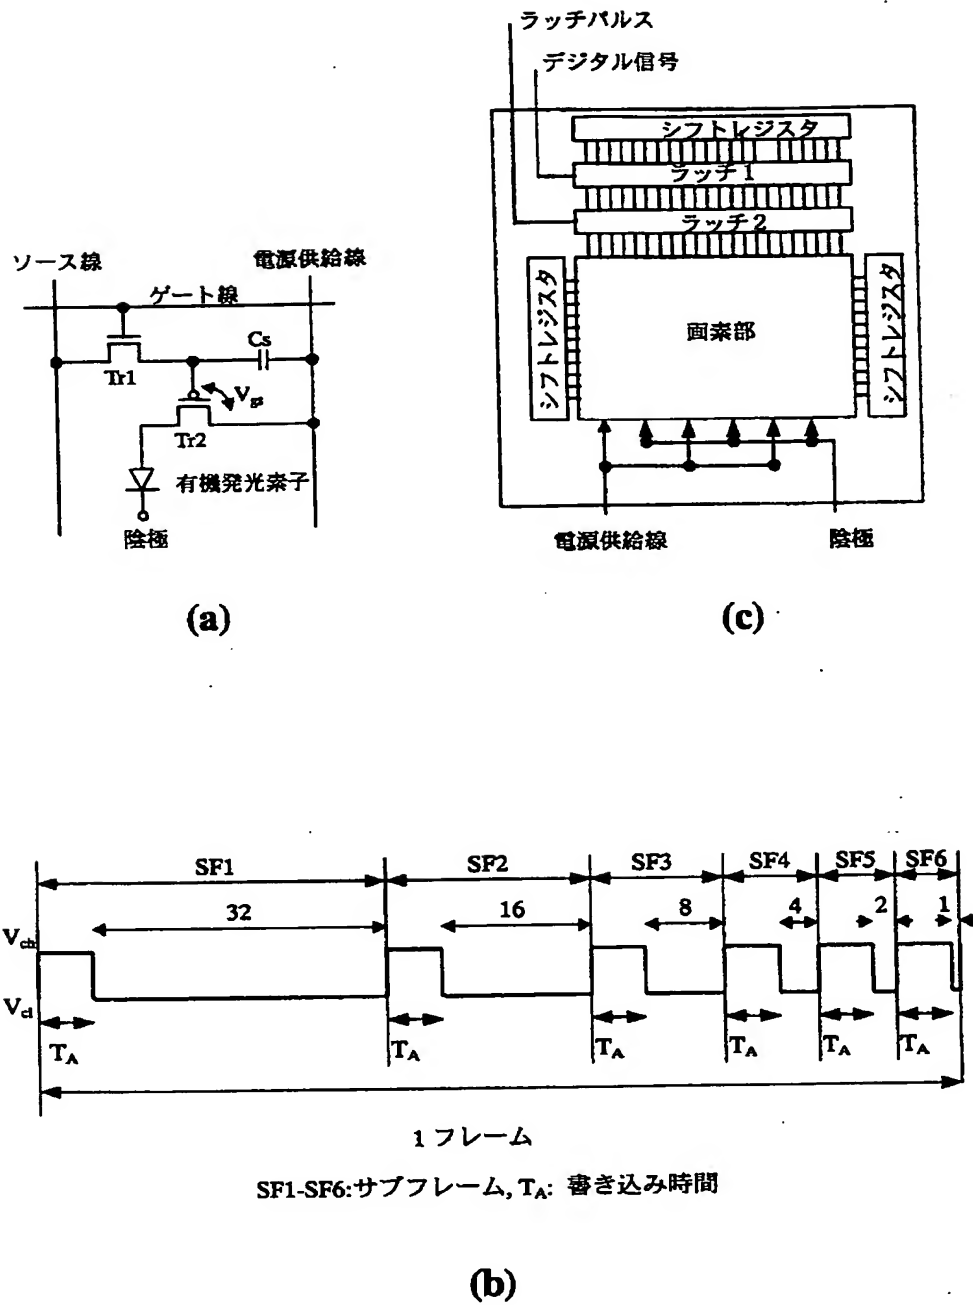 ラッチパルス
デジタル信号
シフトレジスタ
ラッチ1
ラッチ2
シフトレジスタ
画素部
シフトレジスタ
電源供給線
陰極
(c)
ソース線
電源供給線
ゲート線
Cs
Tr1
Vgs
Tr2
有機発光素子
陰極
(a)
SF1
SF2
SF3
SF4
SF5
SF6
32
16
8
4
2
1
Vch
Vcl
TA
TA
TA
TA
TA
TA
1 フレーム
SF1-SF6:サブフレーム, TA: 書き込み時間
(b)